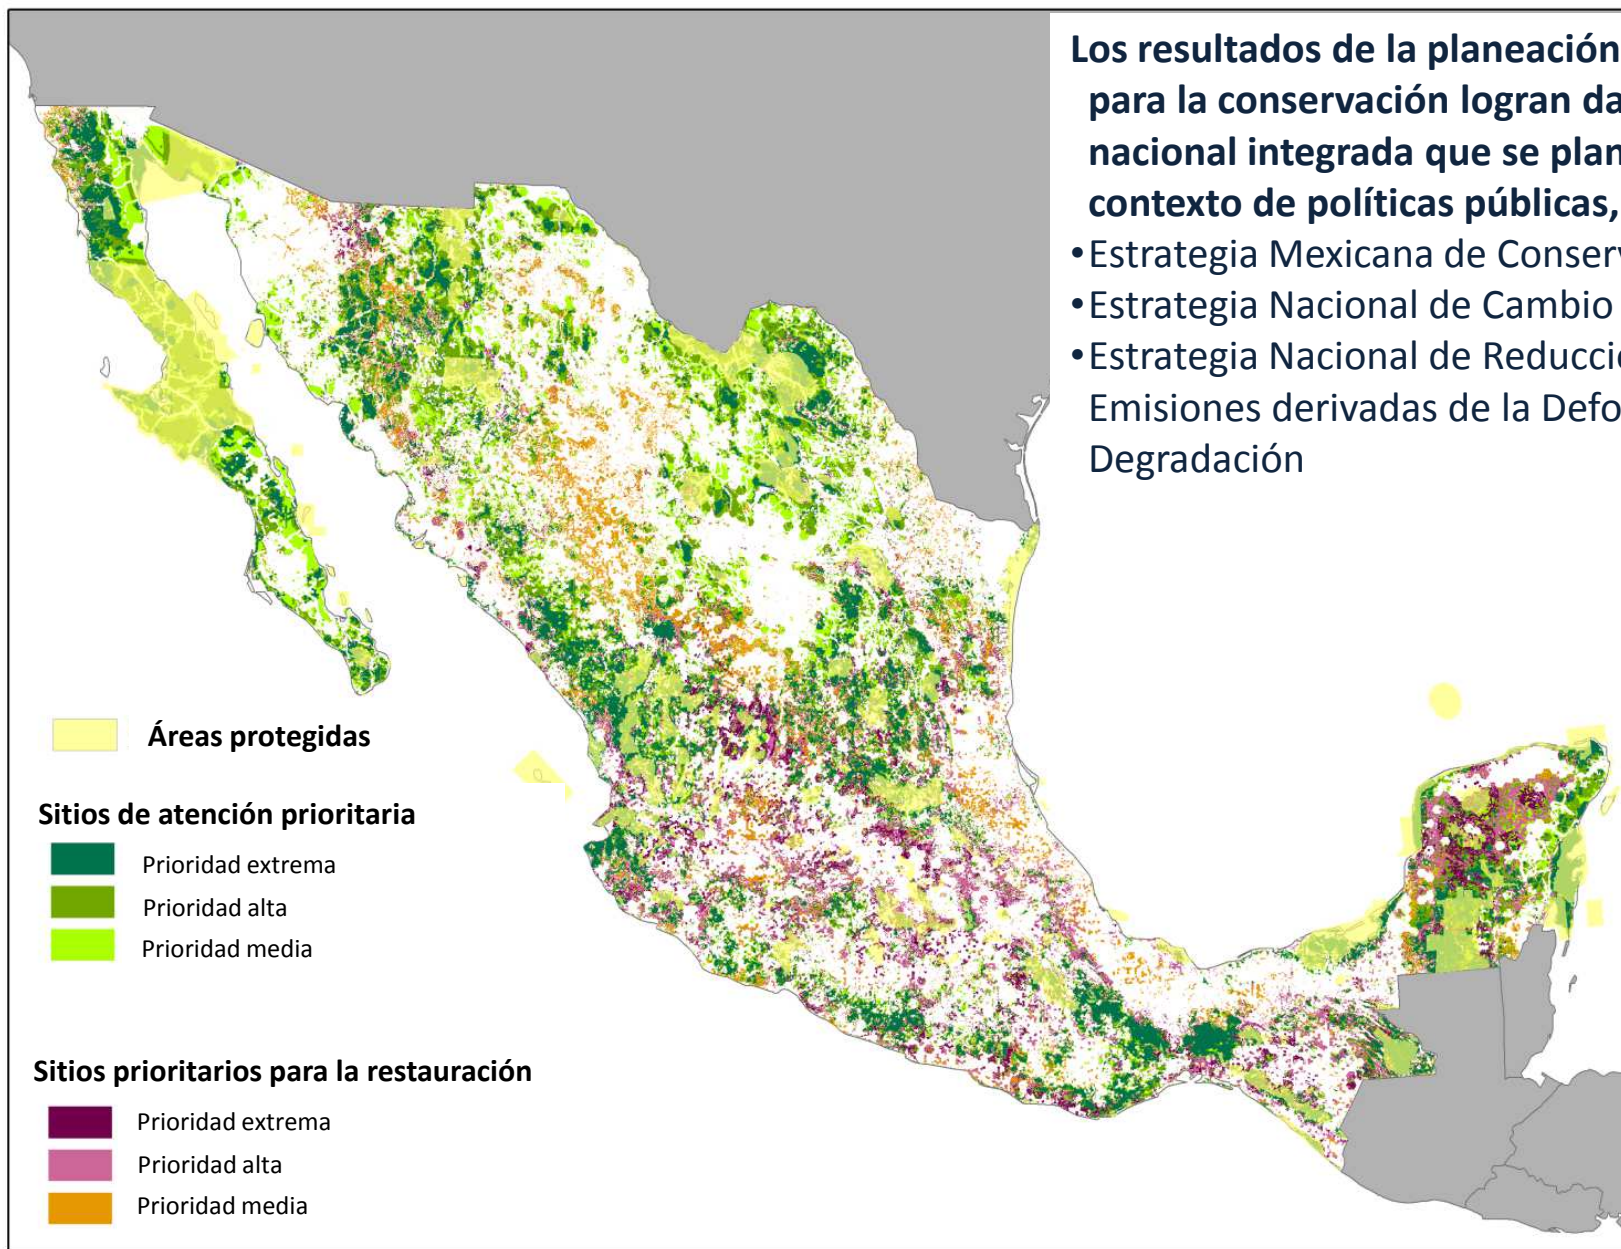 Los resultados de la planeación
para la conservación logran da
nacional integrada que se plan
contexto de políticas públicas,
•Estrategia Mexicana de Conserv
•Estrategia Nacional de Cambio
•Estrategia Nacional de Reducci
Emisiones derivadas de la Defo
Degradación
Áreas protegidas
Sitios de atención prioritaria
Prioridad extrema
Prioridad alta
Prioridad media
Sitios prioritarios para la restauración
Prioridad extrema
Prioridad alta
Prioridad media